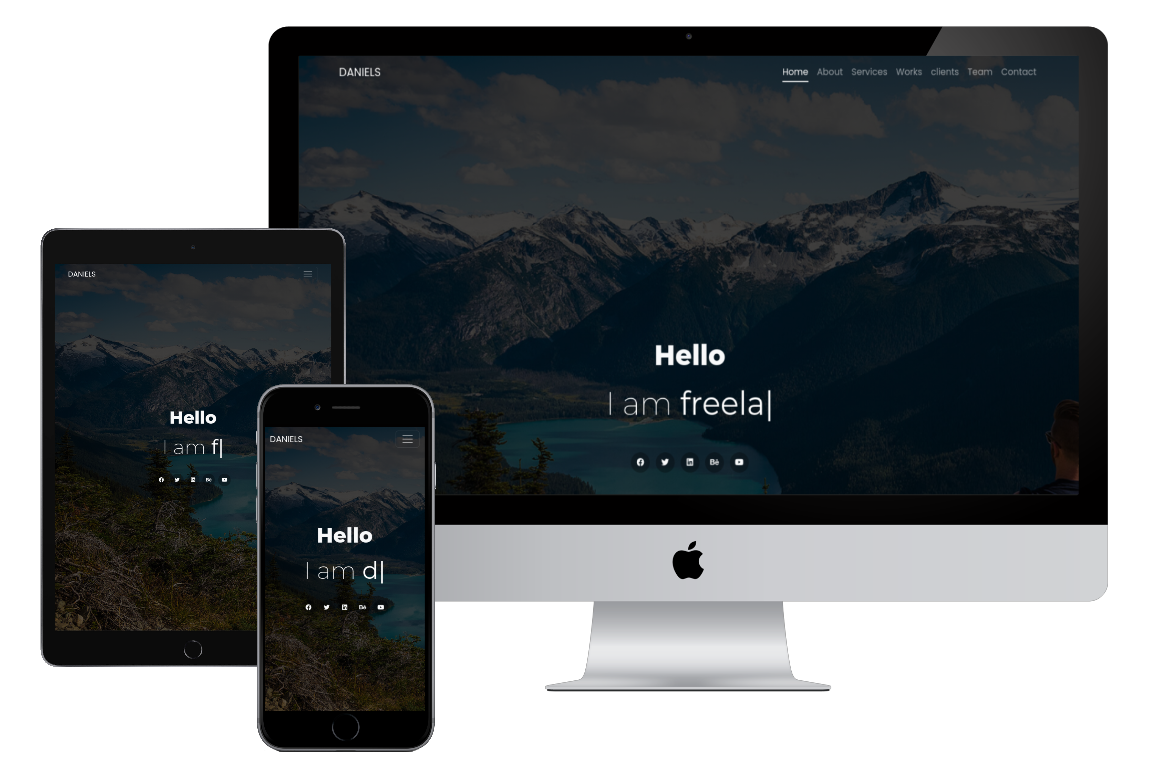 DANIELS
Home About Services Works clients Team Contact
Hello
I am freela|
Bē
DANIELS
Hello
I am f|
Bē
DANIELS
Hello
I am d|
Bē